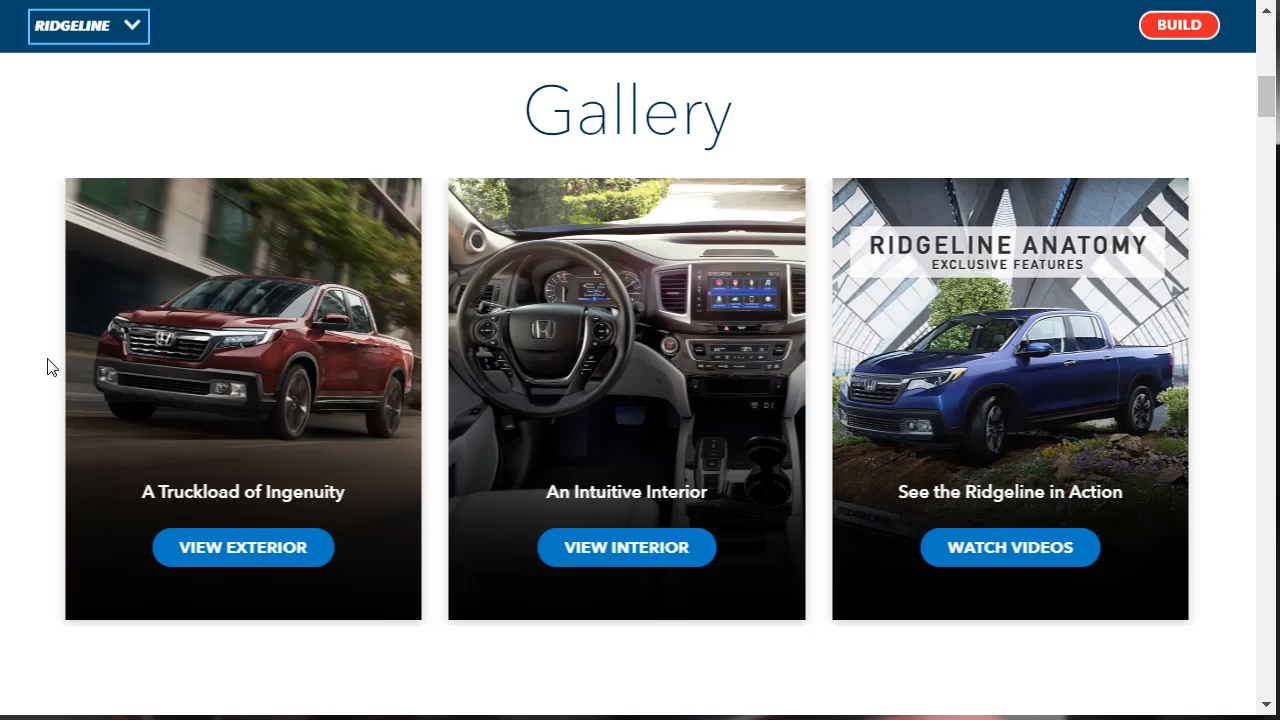 RIDGELINE
BUILD
Gallery
RIDGELINE ANATOMY
EXCLUSIVE FEATURES
A Truckload of Ingenuity
An Intuitive Interior
See the Ridgeline in Action
RIDGELINE
VIEW EXTERIOR
VIEW INTERIOR
WATCH VIDEOS